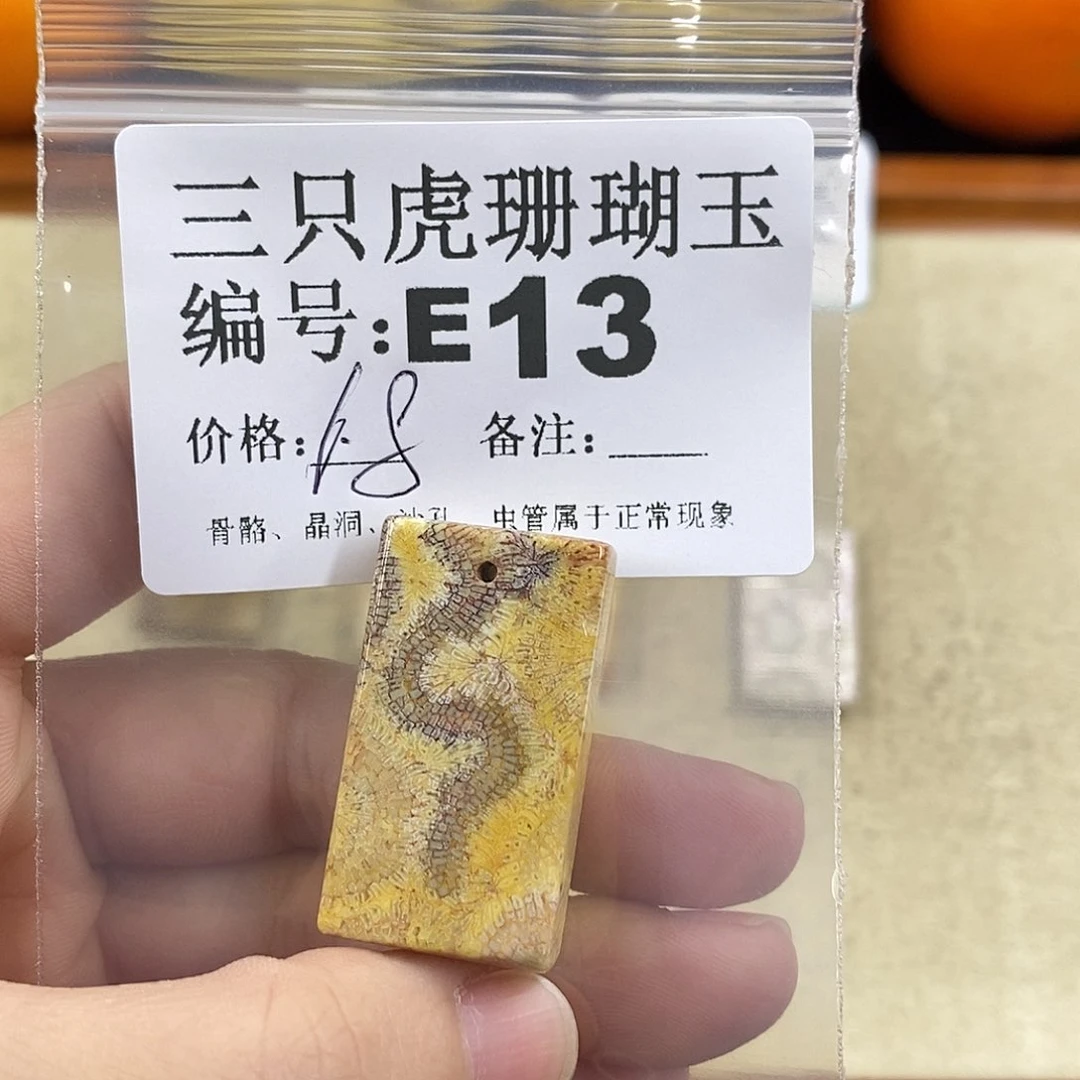 三只虎珊瑚玉
编号:E13
价格: 备注:
骨骼、晶洞、 虫管属于正常现象